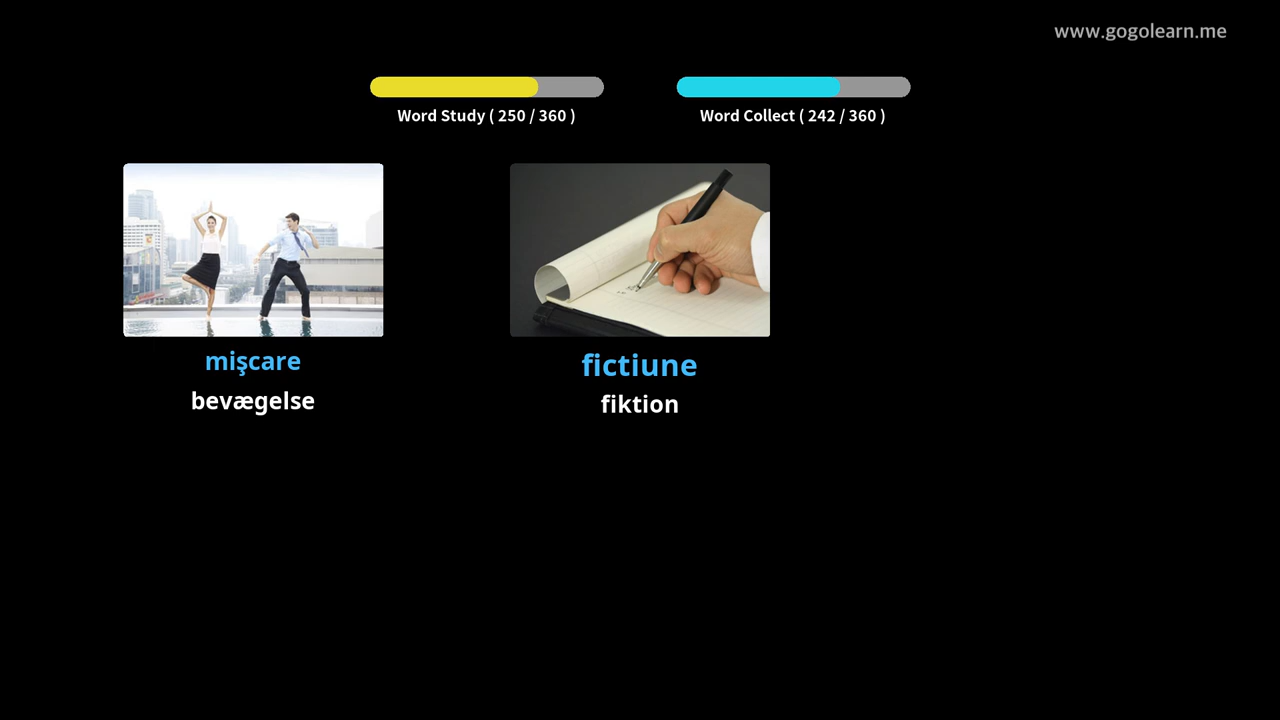 www.gogolearn.me
Word Study ( 250 / 360 )
Word Collect ( 242 / 360 )
mişcare
bevægelse
fictiune
fiktion